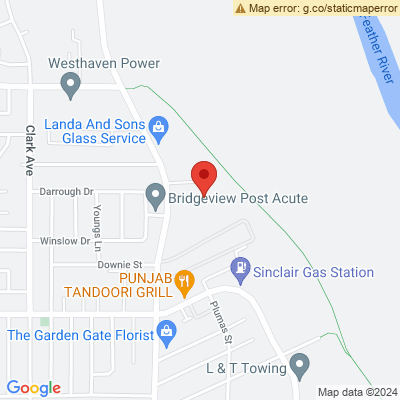 Map error: g.co/staticmaperror
Feather River
Westhaven Power
Landa And Sons
Glass Service
Clark Ave
Darrough Dr
Bridgeview Post Acute
Youngs Ln
Winslow Dr
Downie St
PUNJAB
TANDOORI GRILL
Sinclair Gas Station
Plumas St
The Garden Gate Florist
L & T Towing
Google
Map data ©2024